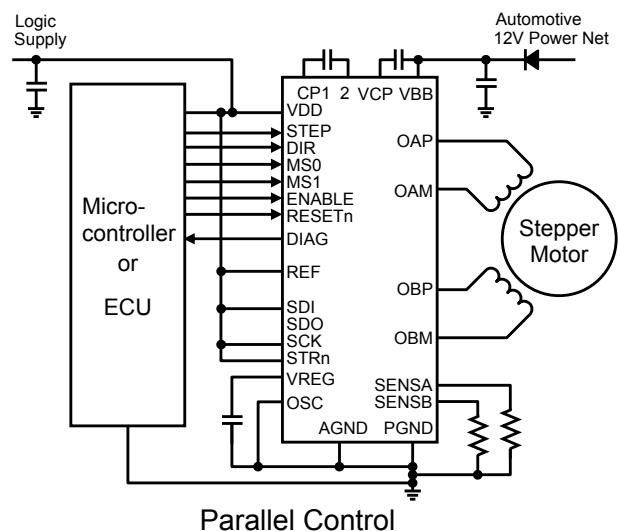 Logic
Supply
Automotive
12V Power Net
CP1 2 VCP VBB
VDD
STEP
DIR
MS0
MS1
ENABLE
RESETn
DIAG
REF
SDI
SDO
SCK
STRn
VREG
OSC
AGND PGND
OAP
OAM
OBP
OBM
SENSA
SENSB
Micro-
controller
or
ECU
Stepper
Motor
Parallel Control